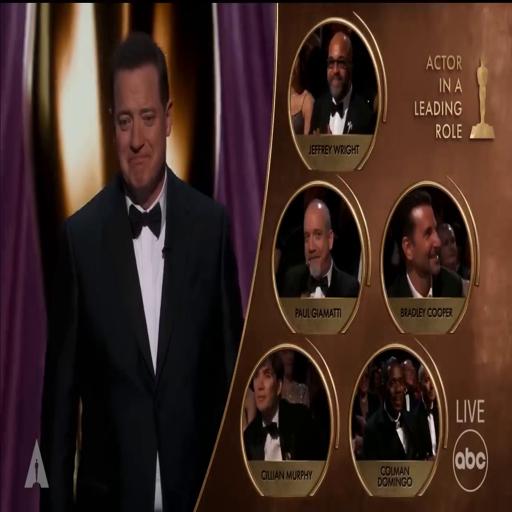 JEFFREY WRIGHT
ACTOR
IN A
LEADING
ROLE
PAUL GIAMATTI
BRADLEY COOPER
CILLIAN MURPHY
COLMAN
DOMINGO
LIVE
abc